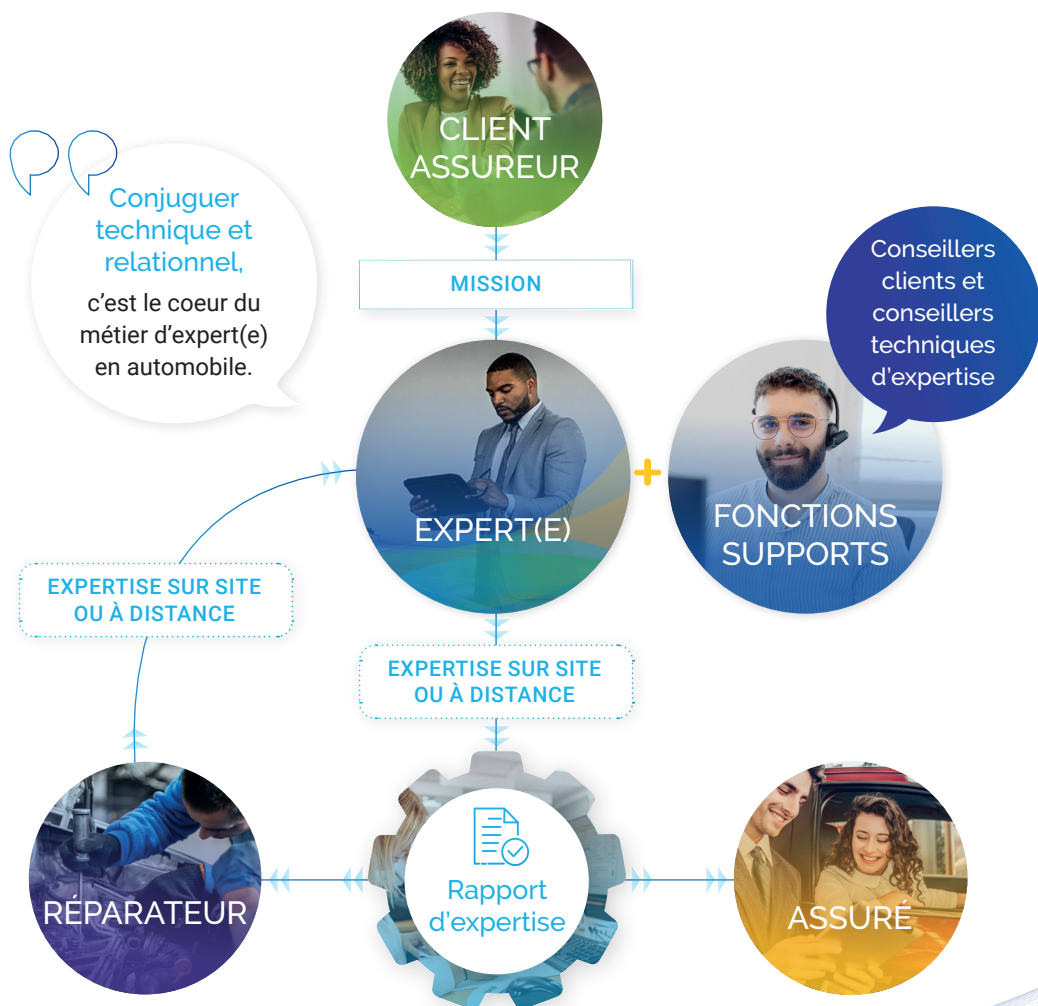 CLIENT
ASSUREUR
Conjuguer
technique et
relationnel,
c'est le coeur du
métier d'expert(e)
en automobile.
MISSION
Conseillers
clients et
conseillers
techniques
d'expertise
EXPERT(E)
FONCTIONS
SUPPORTS
EXPERTISE SUR SITE
OU À DISTANCE
EXPERTISE SUR SITE
OU À DISTANCE
RÉPARATEUR
Rapport
d'expertise
ASSURÉ